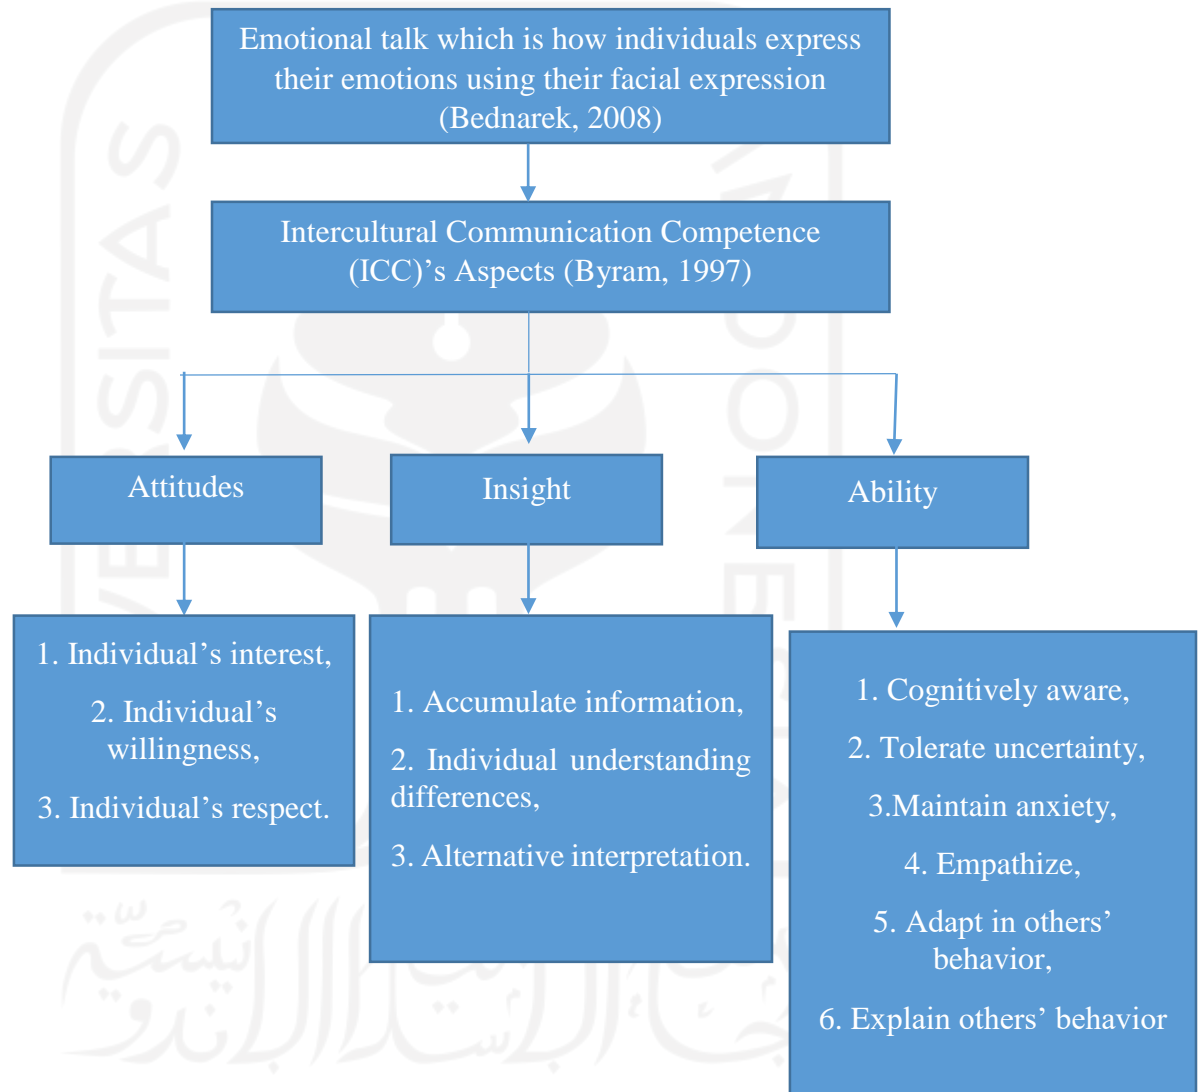 Emotional talk which is how individuals express
their emotions using their facial expression
(Bednarek, 2008)
Intercultural Communication Competence
(ICC)’s Aspects (Byram, 1997)
Attitudes
Insight
Ability
1. Individual’s interest,
2. Individual’s
willingness,
3. Individual’s respect.
1. Accumulate information,
2. Individual understanding
differences,
3. Alternative interpretation.
1. Cognitively aware,
2. Tolerate uncertainty,
3.Maintain anxiety,
4. Empathize,
5. Adapt in others’
behavior,
6. Explain others’ behavior